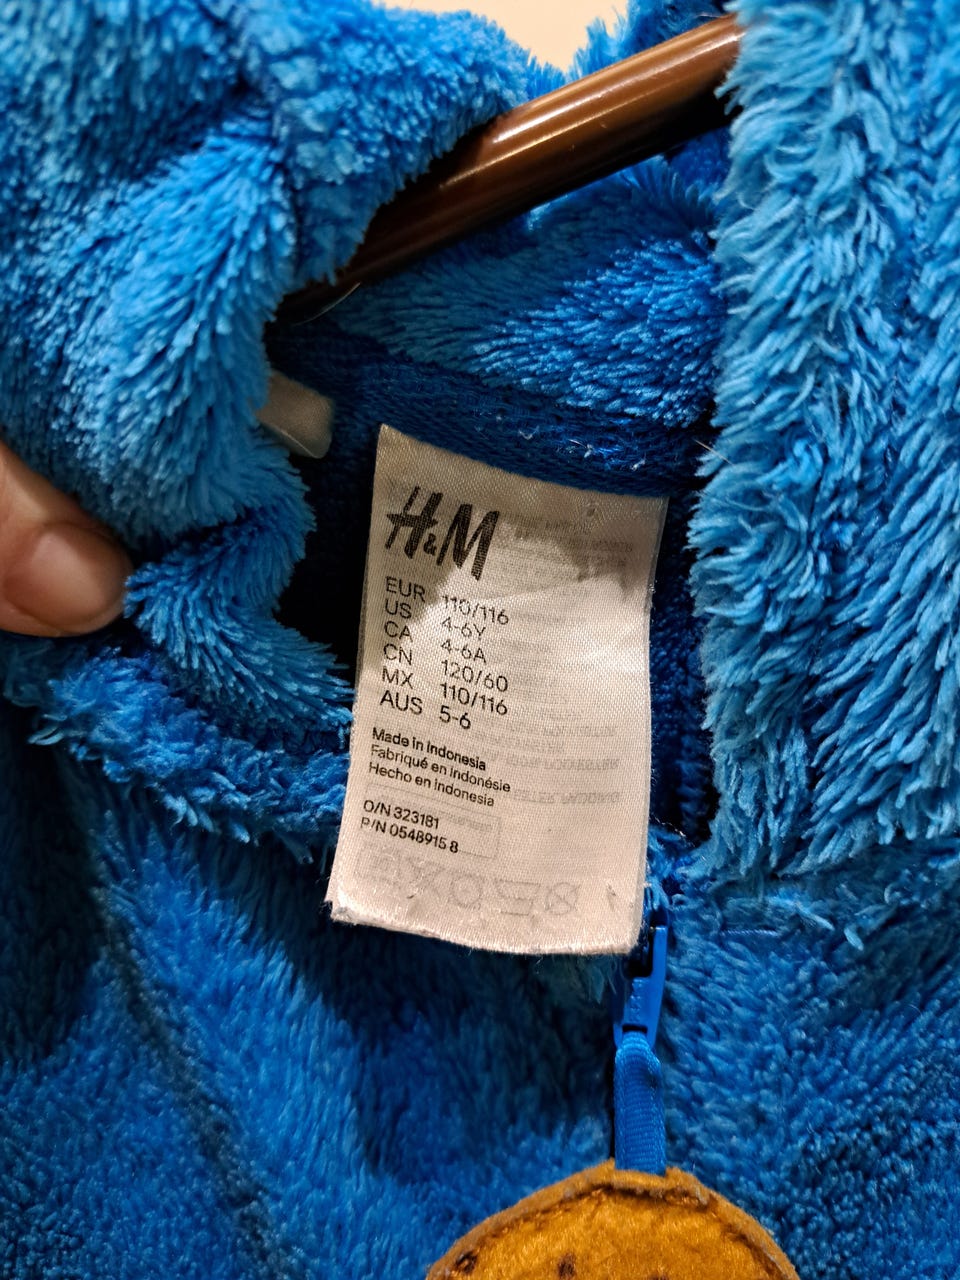 H&M
EUR 110/116
US 4-6Y
CA 4-6A
CN 120/60
MX 110/116
AUS 5-6
Made in Indonesia
Fabriqué en Indonésie
Hecho en Indonesia
O/N 323181
P/N 0548915 8